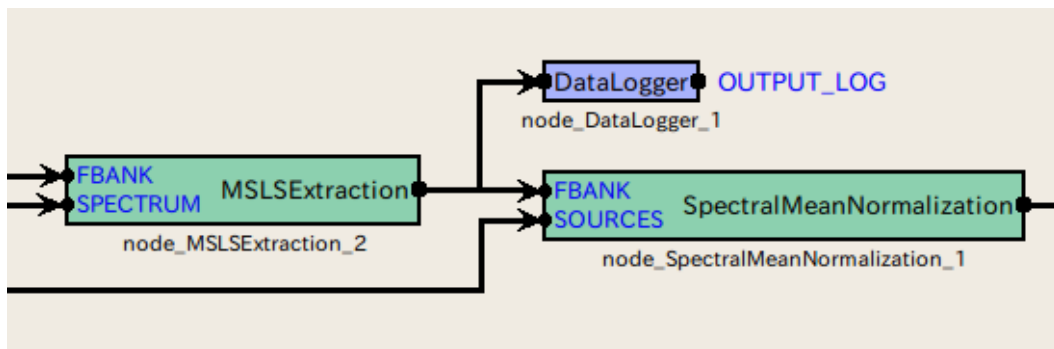 DataLogger OUTPUT_LOG
node_DataLogger_1
FBANK
SPECTRUM
MSLSExtraction
node_MSLSExtraction_2
FBANK
SOURCES
SpectralMeanNormalization
node_SpectralMeanNormalization_1